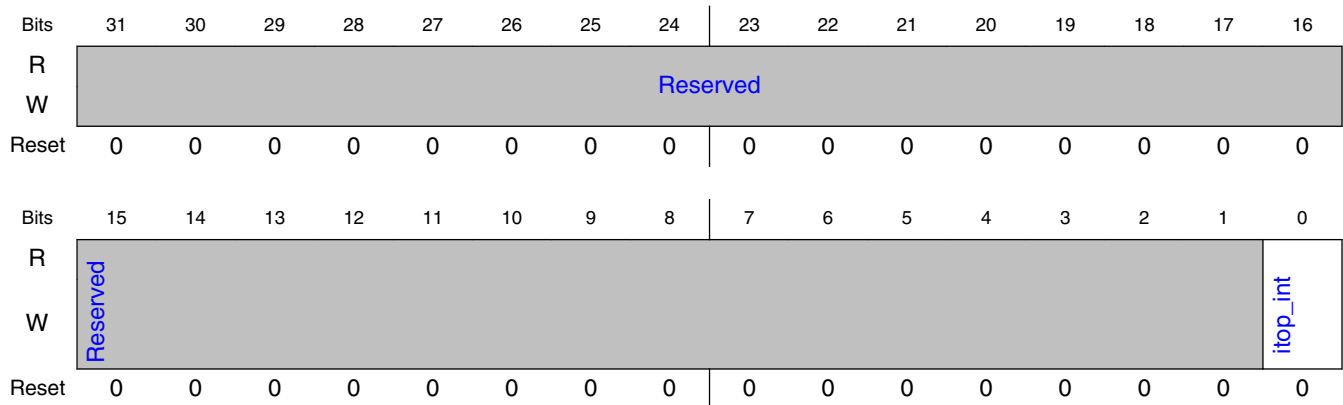 Bits 31 30 29 28 27 26 25 24 23 22 21 20 19 18 17 16
R
Reserved
W
Reset 0 0 0 0 0 0 0 0 0 0 0 0 0 0 0 0
Bits 15 14 13 12 11 10 9 8 7 6 5 4 3 2 1 0
R
Reserved
itop_int
W
Reset 0 0 0 0 0 0 0 0 0 0 0 0 0 0 0 0